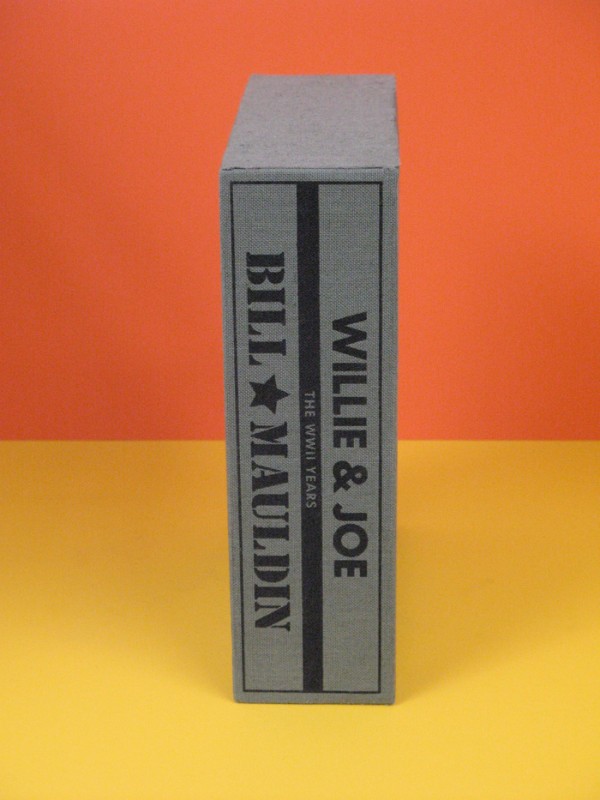 WILLIE & JOE
THE WWII YEARS
BILL ★ MAULDIN